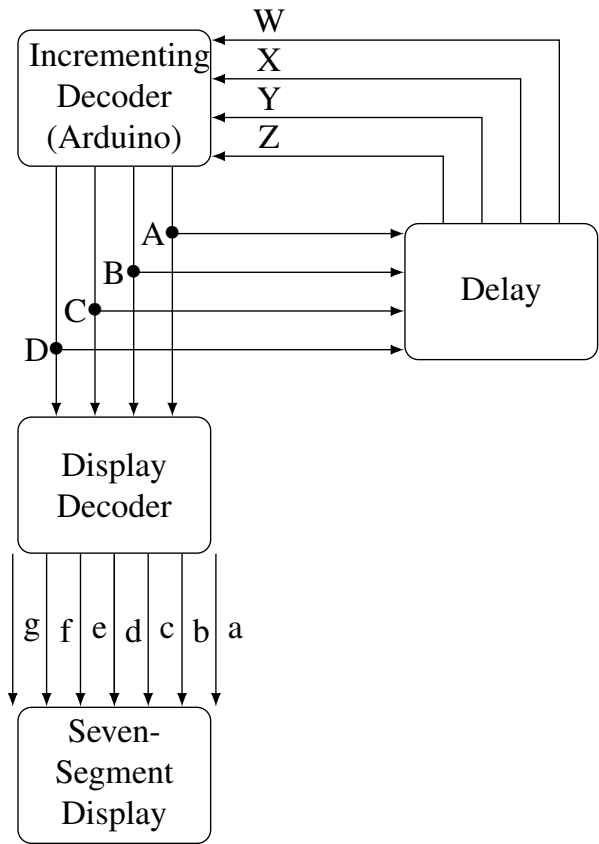 W
Incrementing
Decoder
(Arduino)
X
Y
Z
A
B
C
D
Delay
Display
Decoder
g f e d c b a
Seven-
Segment
Display